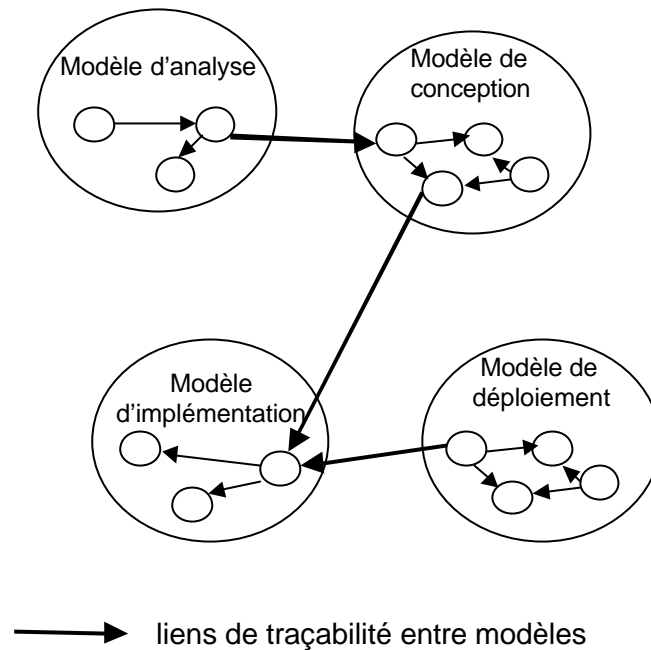 Modèle d'analyse
Modèle de
conception
Modèle
d'implémentation
Modèle de
déploiement
liens de traçabilité entre modèles